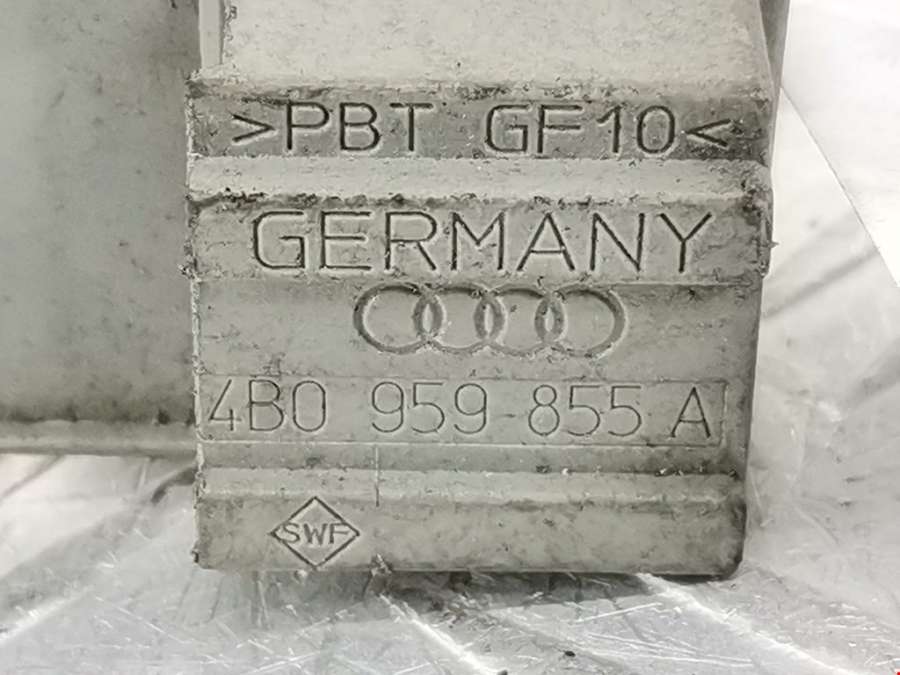 >PBT GF10<
GERMANY
4B0 959 855 A
SWF